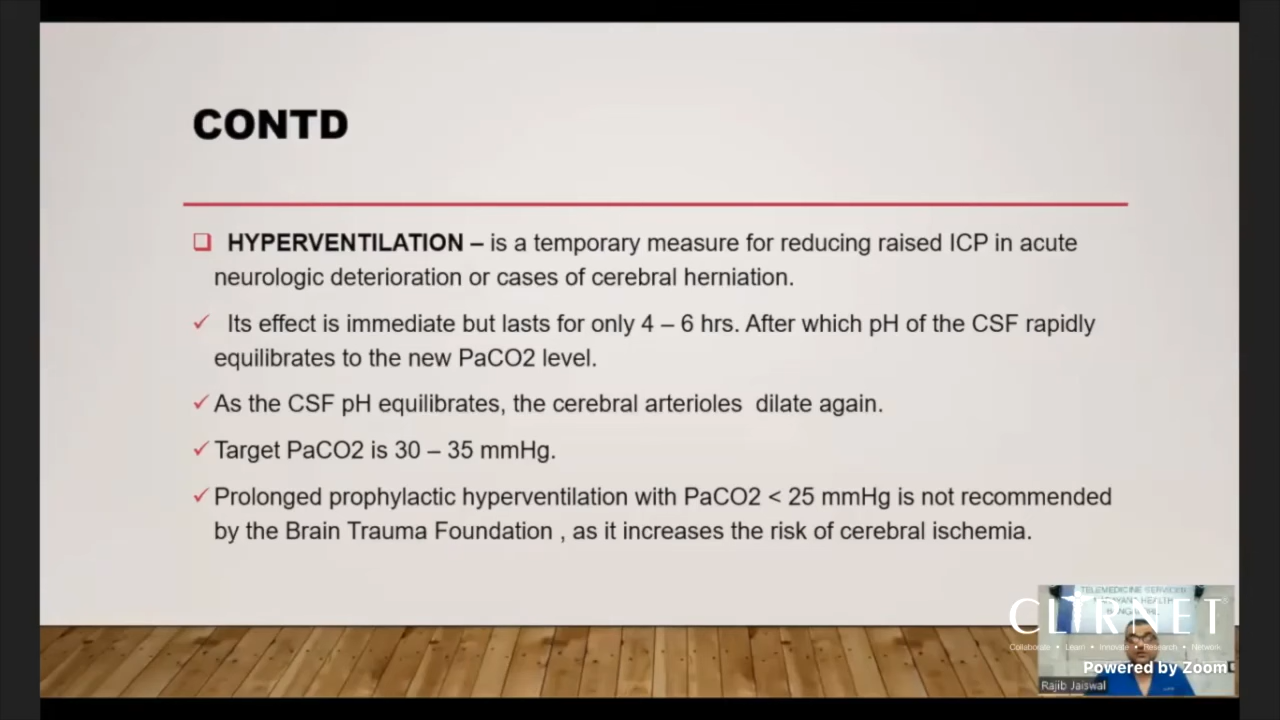 CONTD
❑ HYPERVENTILATION – is a temporary measure for reducing raised ICP in acute
neurologic deterioration or cases of cerebral herniation.
✓ Its effect is immediate but lasts for only 4 – 6 hrs. After which pH of the CSF rapidly
equilibrates to the new PaCO2 level.
✓ As the CSF pH equilibrates, the cerebral arterioles dilate again.
✓ Target PaCO2 is 30 – 35 mmHg.
✓ Prolonged prophylactic hyperventilation with PaCO2 < 25 mmHg is not recommended
by the Brain Trauma Foundation , as it increases the risk of cerebral ischemia.
TELEMEDICINE SERVICES
CLIRNET
Collaborate • Learn • Innovate • Research • Network
Powered by Zoom
Rajib Jaiswal